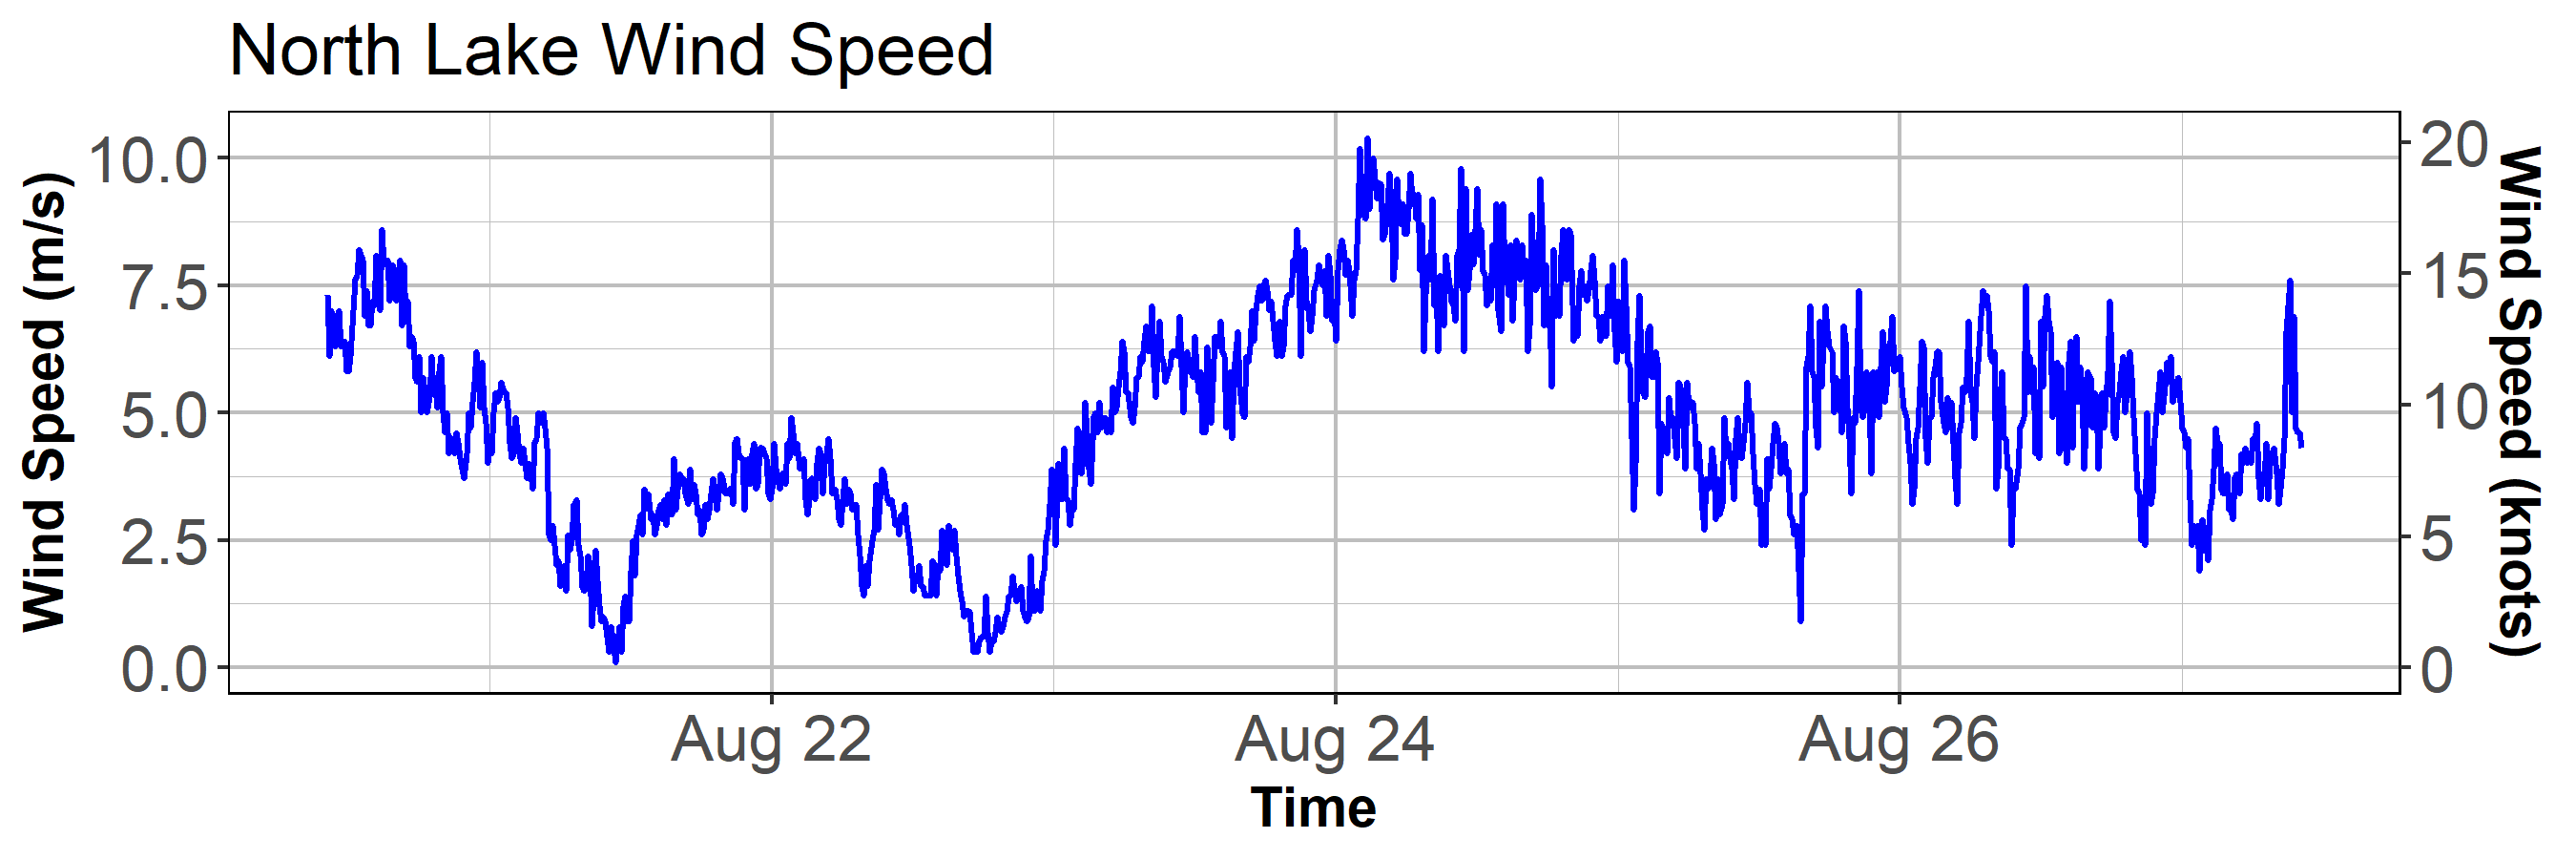 North Lake Wind Speed
Wind Speed (m/s)
10.0
7.5
5.0
2.5
0.0
20
15
10
5
0
Wind Speed (knots)
Aug 22
Aug 24
Aug 26
Time